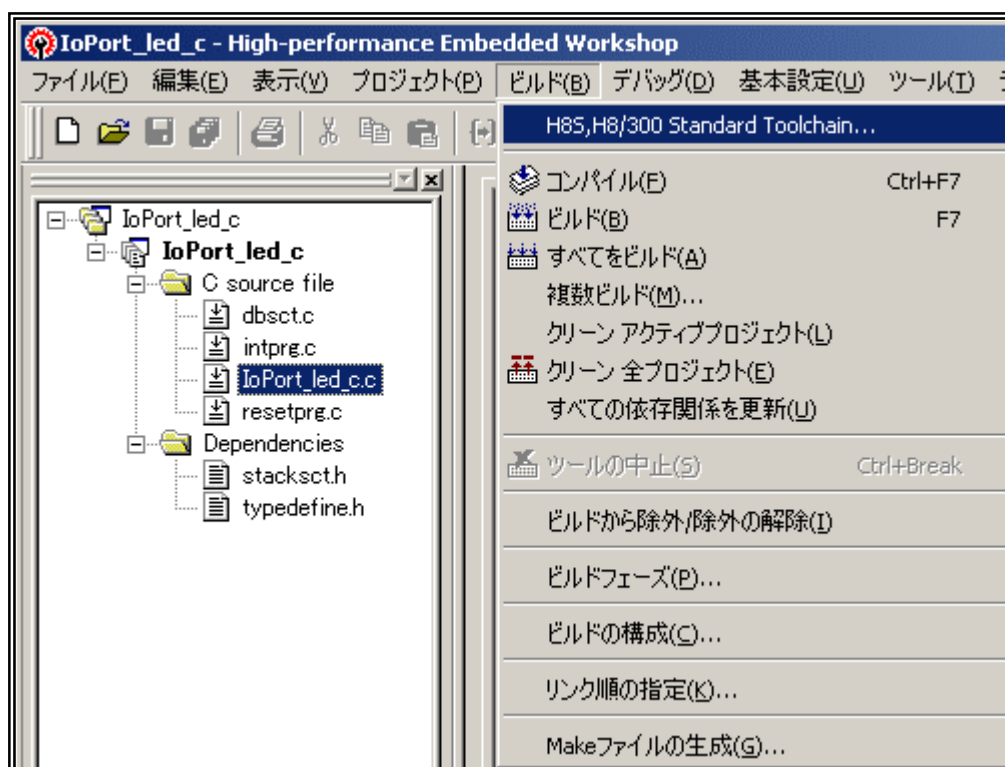 IoPort_led_c - High-performance Embedded Workshop
ファイル(F) 編集(E) 表示(V) プロジェクト(P) ビルド(B) デバッグ(D) 基本設定(U) ツール(T)
H8S,H8/300 Standard Toolchain...
コンパイル(F) Ctrl+F7
ビルド(B) F7
すべてをビルド(A)
複数ビルド(M)...
クリーン アクティブプロジェクト(L)
クリーン 全プロジェクト(E)
すべての依存関係を更新(U)
ツールの中止(S) Ctrl+Break
ビルドから除外/除外の解除(I)
ビルドフェーズ(P)...
ビルドの構成(C)...
リンク順の指定(K)...
Makeファイルの生成(G)...
IoPort_led_c
IoPort_led_c
C source file
dbsct.c
intprg.c
IoPort_led_c.c
resetprg.c
Dependencies
stacksct.h
typedefine.h